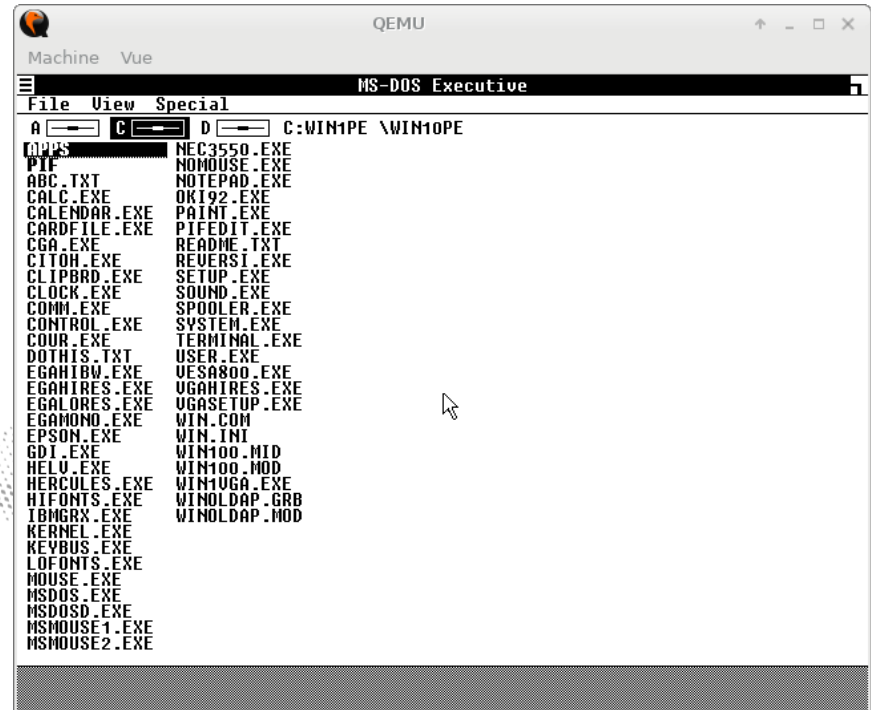 QEMU
Machine Vue
MS-DOS Executive
File View Special
A C D C:WIN1PE \WIN10PE
APPS
PIF
ABC.TXT
CALC.EXE
CALENDAR.EXE
CARDFILE.EXE
CGA.EXE
CITOH.EXE
CLIPBRD.EXE
CLOCK.EXE
COMM.EXE
CONTROL.EXE
COUR.EXE
DOTHIS.TXT
EGAHIBW.EXE
EGAHIRES.EXE
EGALORES.EXE
EGAMONO.EXE
EPSON.EXE
GDI.EXE
HELV.EXE
HERCULES.EXE
HIFONTS.EXE
IBMGRX.EXE
KERNEL.EXE
KEYBUS.EXE
LOFONTS.EXE
MOUSE.EXE
MSDOS.EXE
MSDOSD.EXE
MSMOUSE1.EXE
MSMOUSE2.EXE
NEC3550.EXE
NOMOUSE.EXE
NOTEPAD.EXE
OKI92.EXE
PAINT.EXE
PIFEDIT.EXE
README.TXT
REVERSI.EXE
SETUP.EXE
SOUND.EXE
SPOOLER.EXE
SYSTEM.EXE
TERMINAL.EXE
USER.EXE
VESA800.EXE
VGAHIRES.EXE
VGASETUP.EXE
WIN.COM
WIN.INI
WIN100.MID
WIN100.MOD
WIN1VGA.EXE
WINOLDAP.GRB
WINOLDAP.MOD